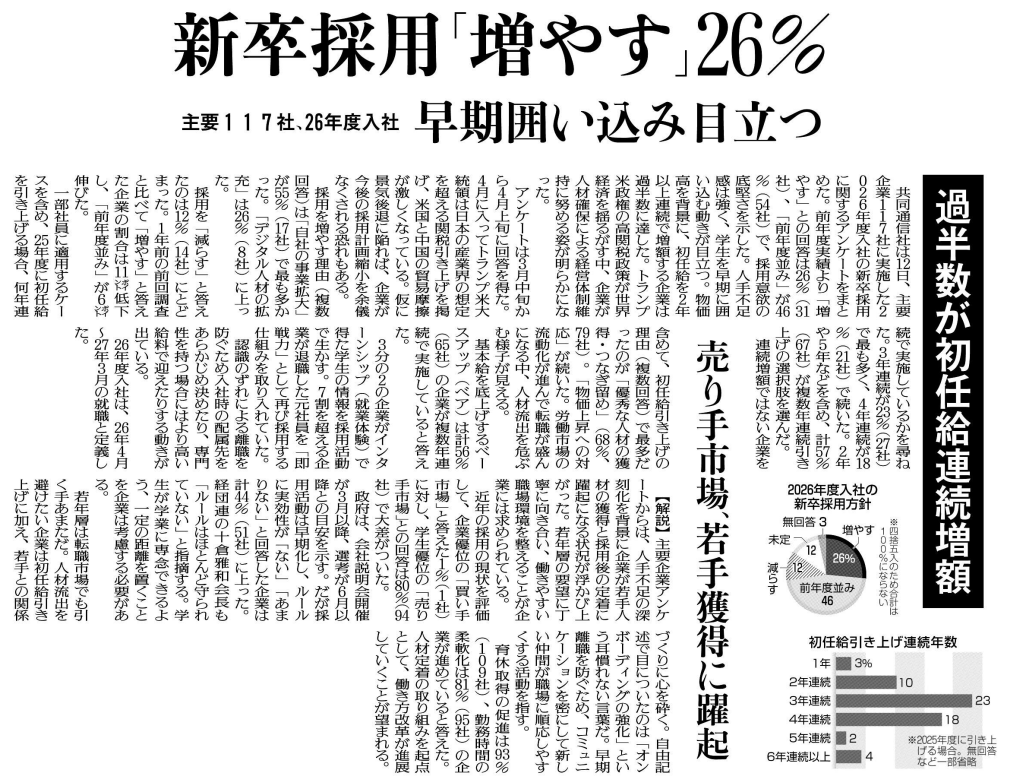 新卒採用「増やす」26％
主要１１７社、26年度入社
早期囲い込み目立つ
過半数が初任給連続増額
共同通信社は12日、主要
企業117社に実施した2
026年度入社の新卒採用
に関するアンケートをまと
めた。前年度実績より「増
やす」との回答は26％（31
社）、「前年度並み」が46
％（54社）で、採用意欲の
底堅さを示した。人手不足
感は強く、学生を早期に囲
い込む動きが目立つ。物価
高を背景に、初任給を２年
以上連続で増額する企業が
過半数に達した。トランプ
米政権の高関税政策が世界
経済を揺るがす中、企業が
人材確保による経営体制維
持に努める姿が明らかにな
った。
アンケートは３月中旬か
ら４月上旬に回答を得た。
４月に入ってトランプ米大
統領は日本の産業界の想定
を超える関税引き上げを掲
げ、米国と中国の貿易摩擦
が激しくなっている。仮に
景気後退に陥れば、企業が
今後の採用計画縮小を余儀
なくされる恐れもある。
採用を増やす理由（複数
回答）は「自社の事業拡大」
が55％（17社）で最も多か
った。「デジタル人材の拡
充」は26％（８社）に上っ
た。
採用を「減らす」と答え
たのは12％（14社）にとど
まった。１年前の前回調査
と比べて「増やす」と答え
た企業の割合は11㌽低下
し、「前年度並み」が６㌽
伸びた。
一部社員に適用するケー
スを含め、25年度に初任給
を引き上げる場合、何年連
続で実施しているかを尋ね
た。３年連続が23％（27社）
で最も多く、４年連続が18
％（21社）で続いた。２年
や５年などを含め、計57％
（67社）が複数年連続引き
上げの選択肢を選んだ。
連続増額ではない企業を
含めて、初任給引き上げの
理由（複数回答）で最多だ
ったのが「優秀な人材の獲
得・つなぎ留め」（68％、
79社）。「物価上昇への対
応」が続いた。労働市場の
流動化が進んで転職が盛ん
になる中、人材流出を危ぶ
む様子が見える。
基本給を底上げするベー
スアップ（ベア）は計56％
（65社）の企業が複数年連
続で実施していると答え
た。
３分の２の企業がインタ
ーンシップ（就業体験）で
得た学生の情報を採用活動
で生かす。７割を超える企
業が退職した元社員を「即
戦力」として再び採用する
仕組みを取り入れていた。
認識のずれによる離職を
防ぐため入社時の配属先を
あらかじめ決めたり、専門
性を持つ場合にはより高い
給料で迎えたりする動きが
出ている。
26年度入社は、26年４月
～27年３月の就職と定義し
た。
売り手市場、若手獲得に躍起
【解説】主要企業アンケ
ートからは、人手不足の深
刻化を背景に企業が若手人
材の獲得と採用後の定着に
躍起になる状況が浮かび上
がった。若年層の要望に丁
寧に向き合い、働きやすい
職場環境を整えることが企
業には求められている。
近年の採用の現状を評価
して、企業優位の「買い手
市場」と答えた１％（１社）
に対し、学生優位の「売り
手市場」との回答は80％（94
社）で大差がついた。
政府は、会社説明会開催
が３月以降、選考が６月以
降との目安を示す。だが採
用活動は早期化し、ルール
に実効性が「ない」「あま
りない」と回答した企業は
計44％（51社）に上った。
経団連の十倉雅和会長も
「ルールはほとんど守られ
ていない」と指摘する。学
生が学業に専念できるよ
う、一定の距離を置くこと
を企業は考慮する必要があ
る。
若年層は転職市場でも引
く手あまただ。人材流出を
避けたい企業は初任給引き
上げに加え、若手との関係
づくりに心を砕く。自由記
述で目についたのは「オン
ボーディングの強化」とい
う耳慣れない言葉だ。早期
離職を防ぐため、コミュニ
ケーションを密にして新し
い仲間が職場に順応しやす
くする活動を指す。
育休取得の促進は93％
（109社）、勤務時間の
柔軟化は81％（95社）の企
業が進めていると答えた。
人材定着の取り組みを起点
として、働き方改革が進展
していくことが望まれる。
2026年度入社の
新卒採用方針
無回答 3
増やす
26％
未定
12
減らす
12
前年度並み
46
※四捨五入のため合計は
100％にならない
初任給引き上げ連続年数
1年 3％
2年連続 10
3年連続 23
4年連続 18
5年連続 2
6年連続以上 4
※2025年度に引き上
げる場合。無回答
など一部省略